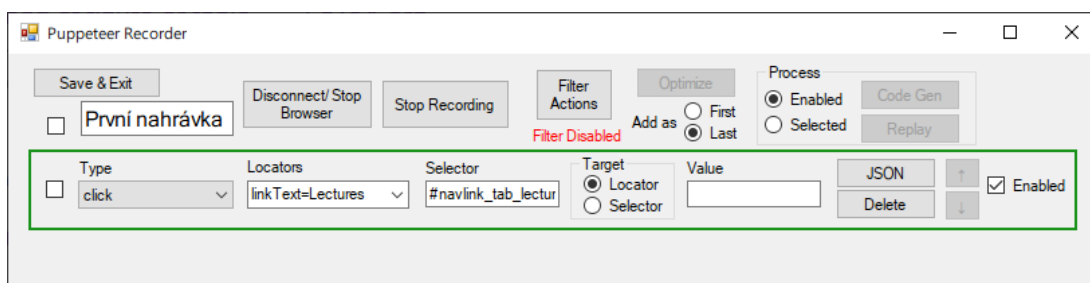 Puppeteer Recorder
Save & Exit
První nahrávka
Disconnect/ Stop
Browser
Stop Recording
Filter
Actions
Filter Disabled
Optimize
Add as
First
Last
Process
Enabled
Selected
Code Gen
Replay
Type
Locators
Selector
Target
Value
click
linkText=Lectures
#navlink_tab_lectur
Locator
Selector
JSON
Delete
↑
↓
Enabled